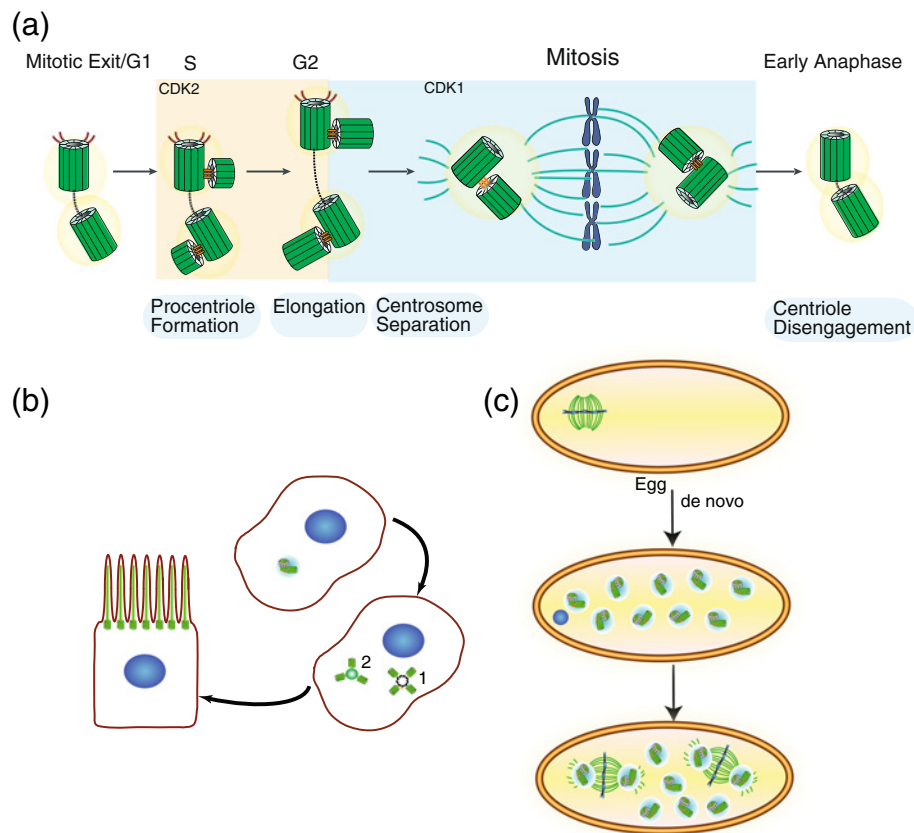 (a)
Mitotic Exit/G1
S
G2
Mitosis
Early Anaphase
CDK2
CDK1
Procentriole
Formation
Elongation
Centrosome
Separation
Centriole
Disengagement
(b)
(c)
2
1
Egg
de novo